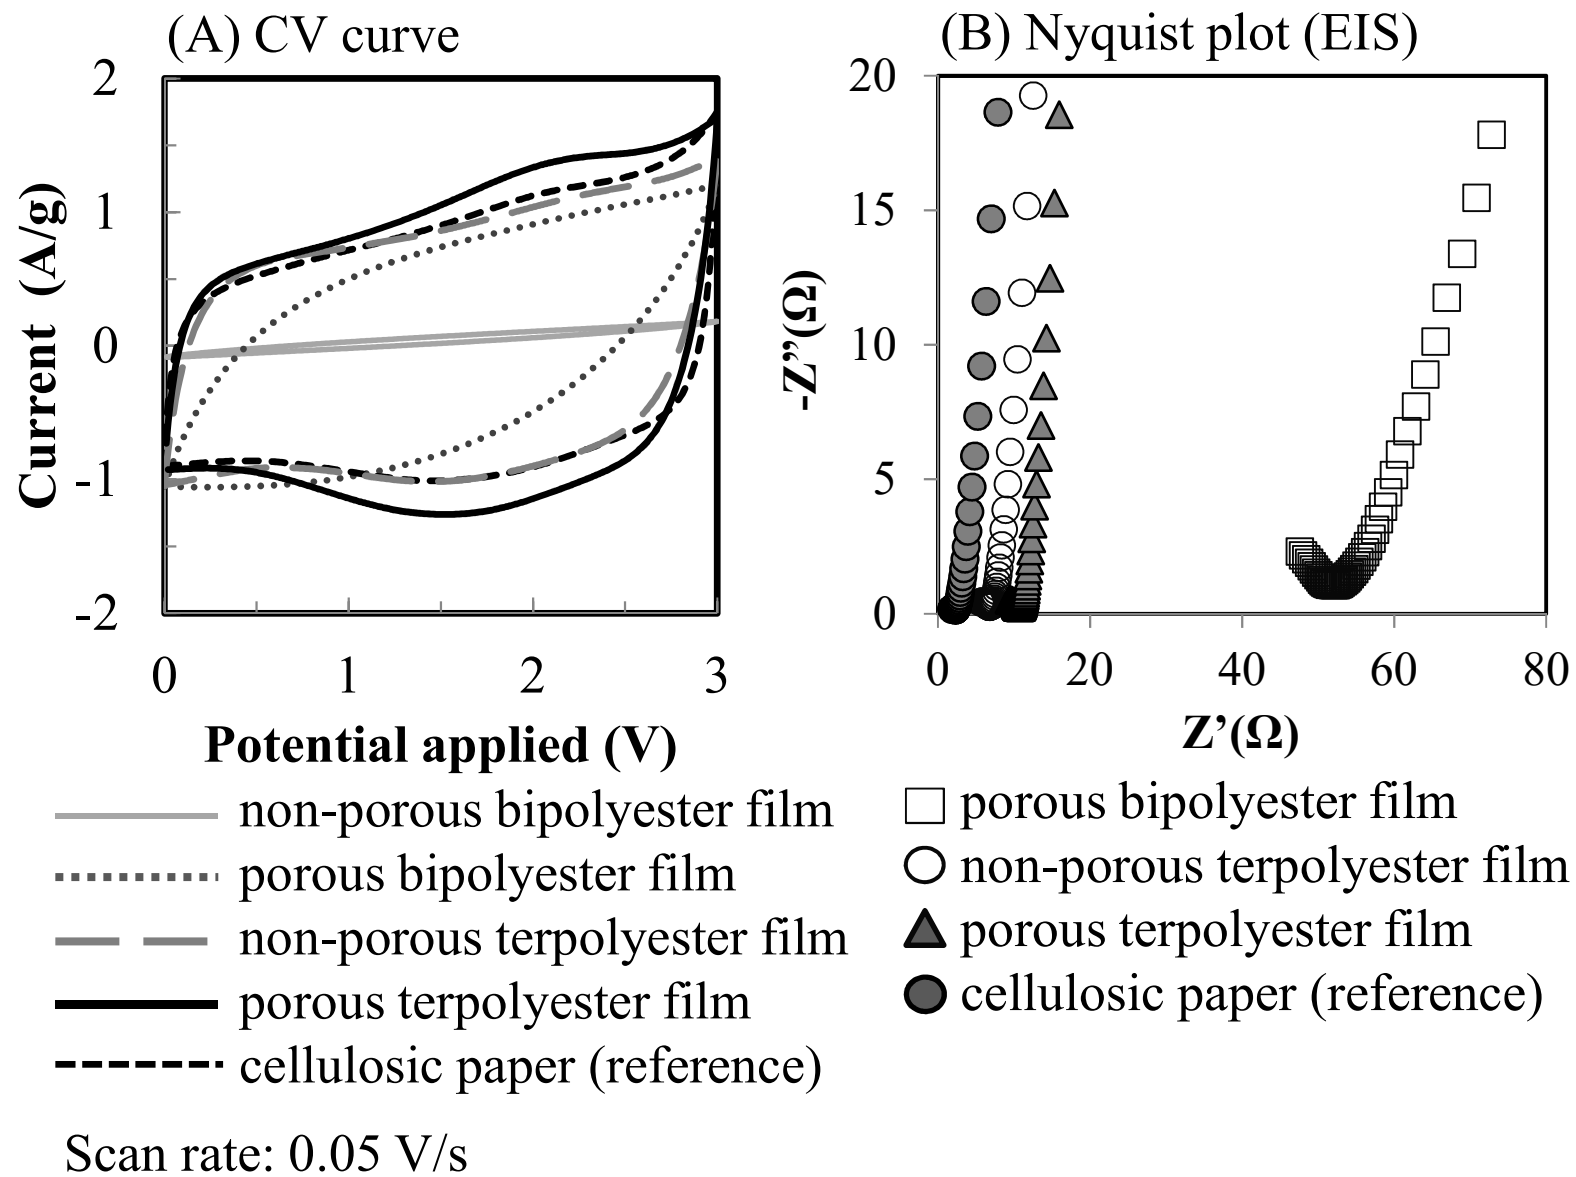 (A) CV curve
2
1
0
-1
-2
Current (A/g)
0 1 2 3
Potential applied (V)
non-porous bipolyester film
porous bipolyester film
non-porous terpolyester film
porous terpolyester film
cellulosic paper (reference)
Scan rate: 0.05 V/s
(B) Nyquist plot (EIS)
20
15
10
5
0
-Z”(Ω)
0 20 40 60 80
Z’(Ω)
porous bipolyester film
non-porous terpolyester film
porous terpolyester film
cellulosic paper (reference)